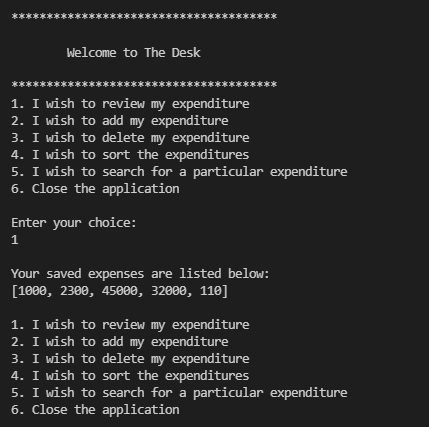 **************************************
Welcome to The Desk
**************************************
1. I wish to review my expenditure
2. I wish to add my expenditure
3. I wish to delete my expenditure
4. I wish to sort the expenditures
5. I wish to search for a particular expenditure
6. Close the application
Enter your choice:
1
Your saved expenses are listed below:
[1000, 2300, 45000, 32000, 110]
1. I wish to review my expenditure
2. I wish to add my expenditure
3. I wish to delete my expenditure
4. I wish to sort the expenditures
5. I wish to search for a particular expenditure
6. Close the application